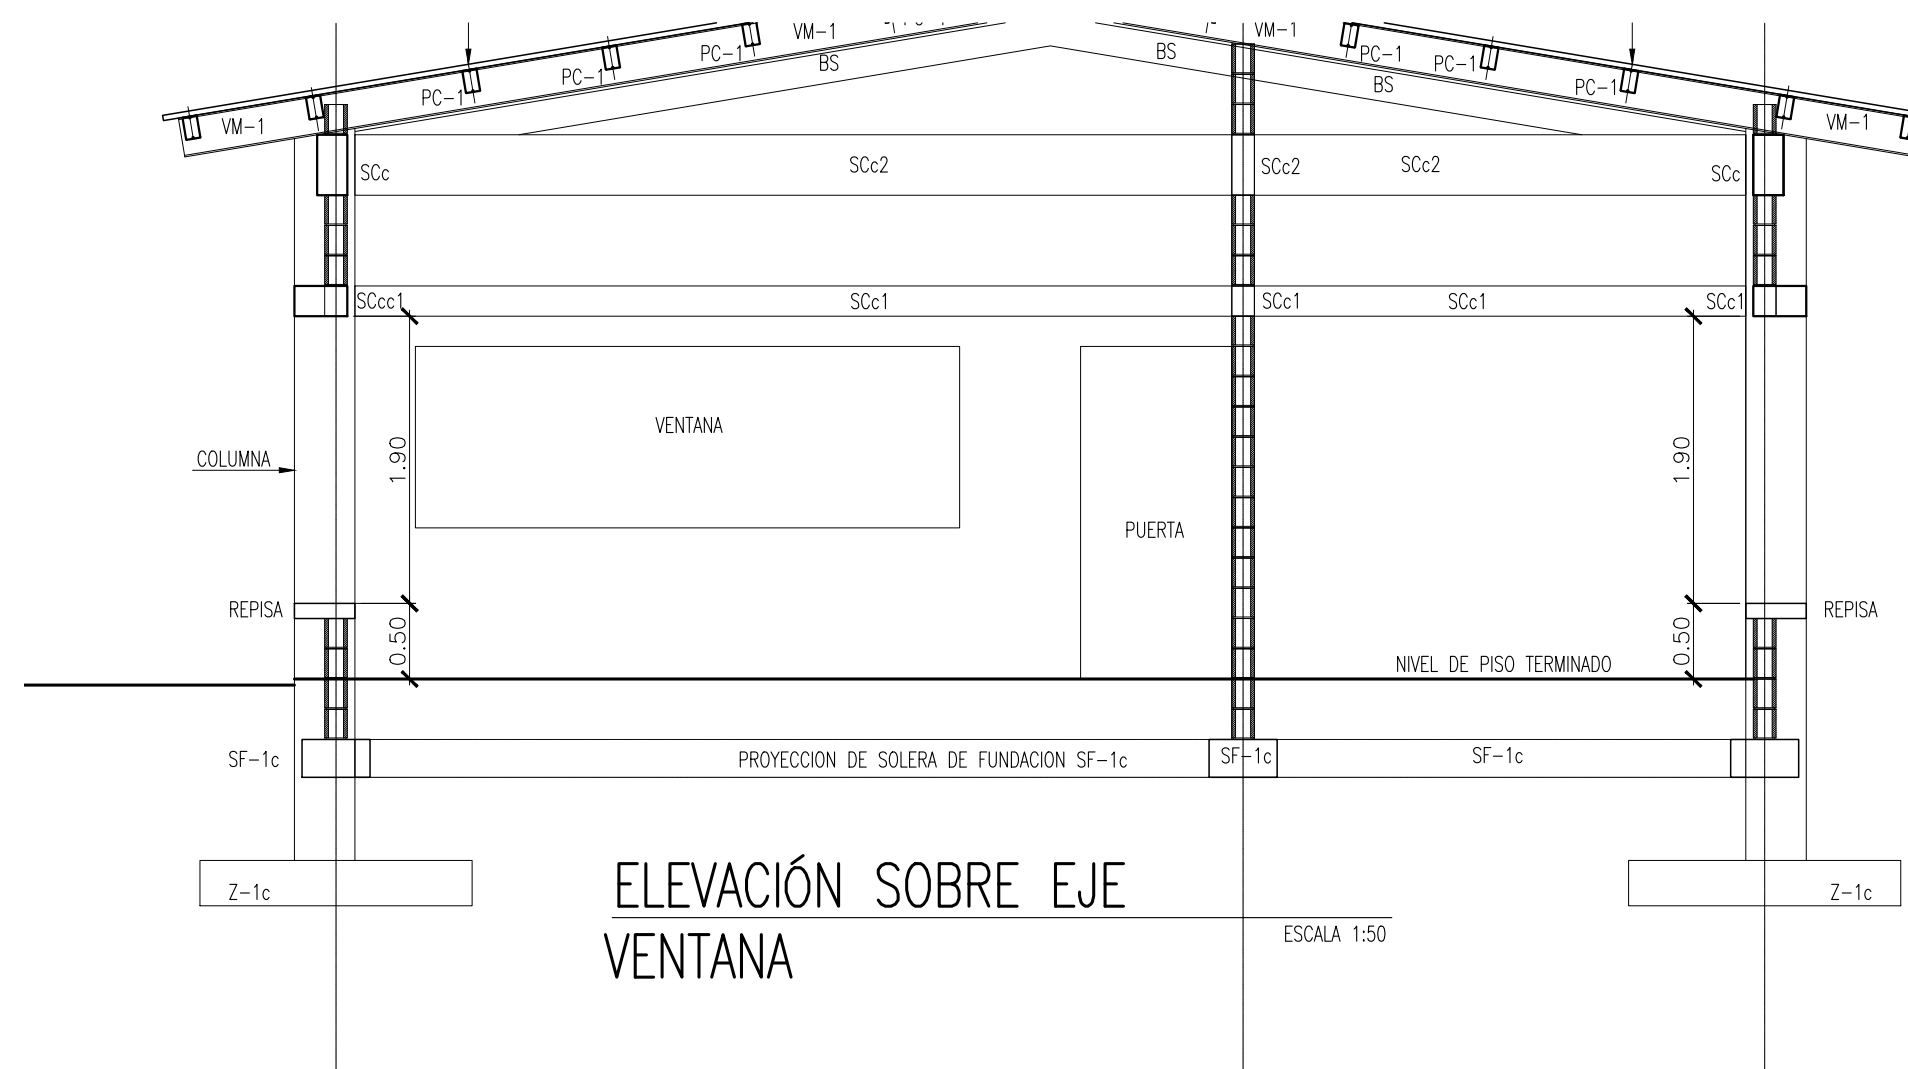 VM-1
VM-1
BS
BS
PC-1
PC-1
PC-1
PC-1
PC-1
PC-1
BS
VM-1
VM-1
SCc
SCc2
SCc2
SCc2
SCc
SCcc1
SCc1
SCc1
SCc1
SCc1
VENTANA
COLUMNA
1.90
1.90
PUERTA
REPISA
REPISA
0.50
0.50
NIVEL DE PISO TERMINADO
SF-1c
PROYECCION DE SOLERA DE FUNDACION SF-1c
SF-1c
SF-1c
Z-1c
Z-1c
ELEVACIÓN SOBRE EJE
ESCALA 1:50
VENTANA